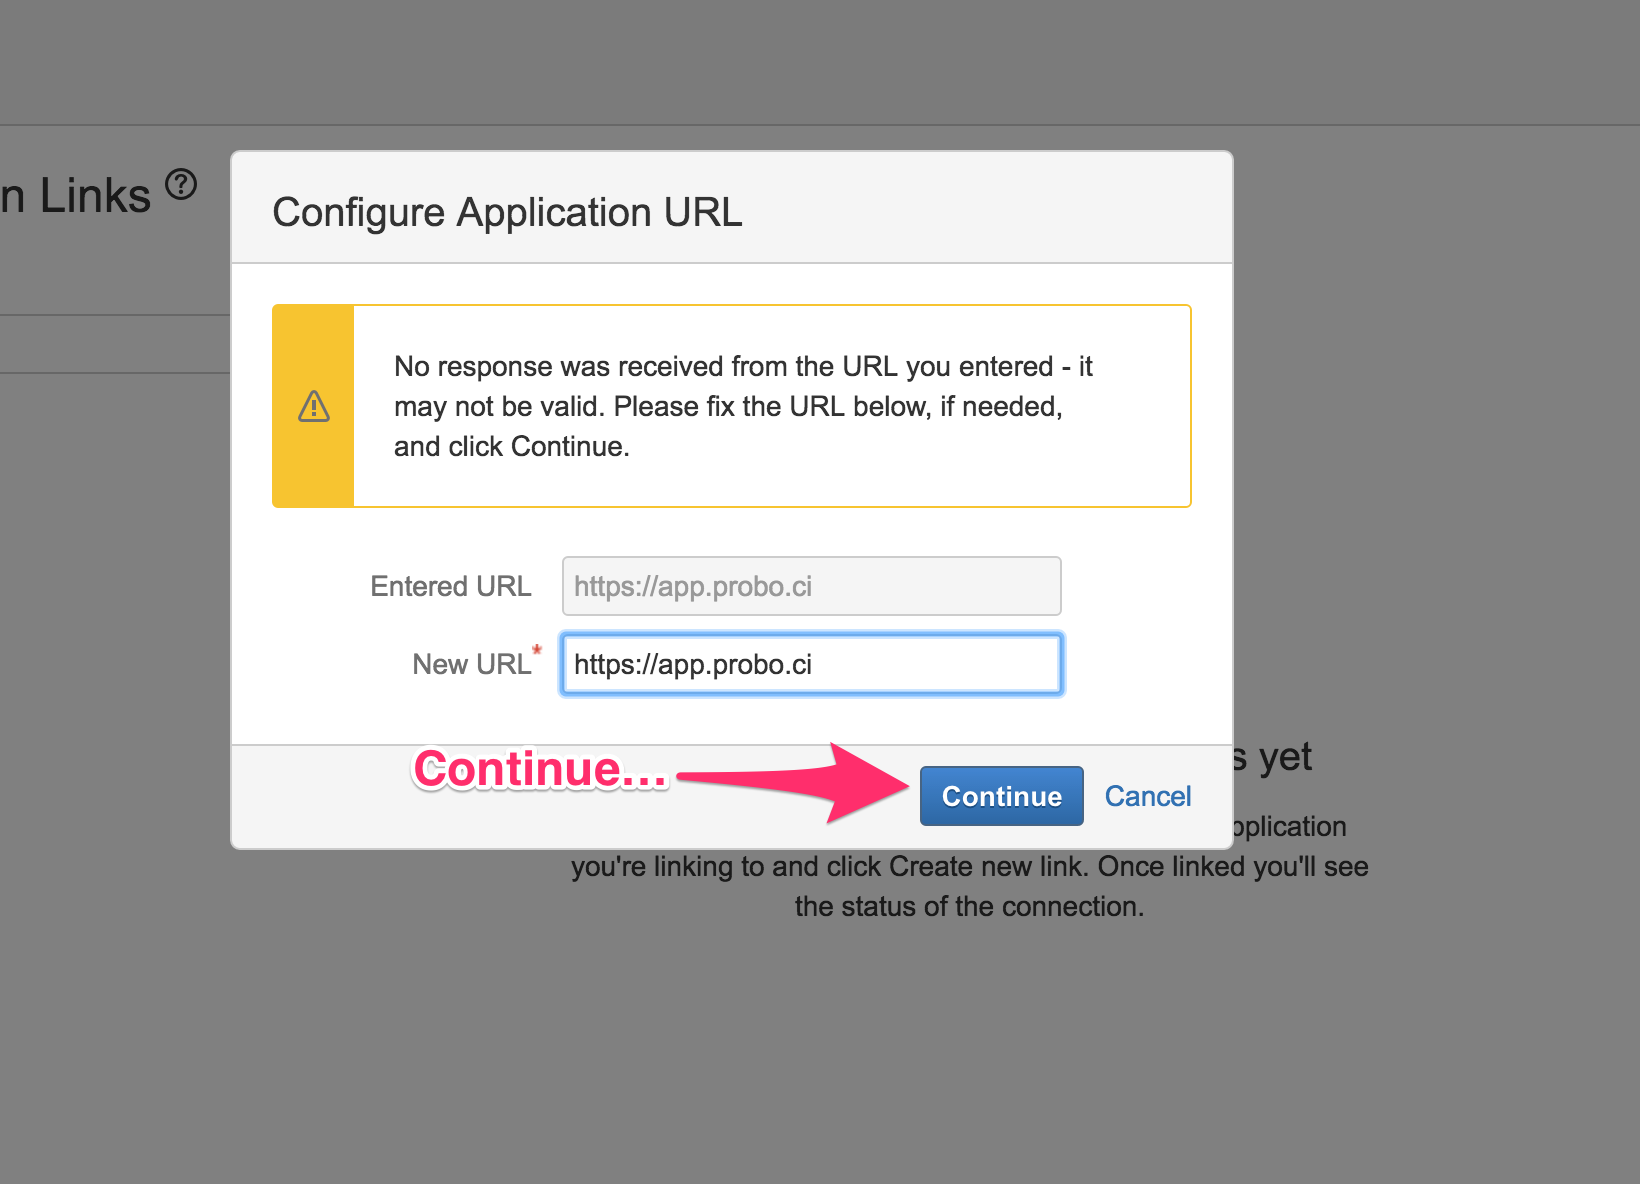 n Links ?
Configure Application URL
No response was received from the URL you entered - it
may not be valid. Please fix the URL below, if needed,
and click Continue.
Entered URL https://app.probo.ci
New URL* https://app.probo.ci
Continue...
Continue Cancel
s yet
pplication
you're linking to and click Create new link. Once linked you'll see
the status of the connection.